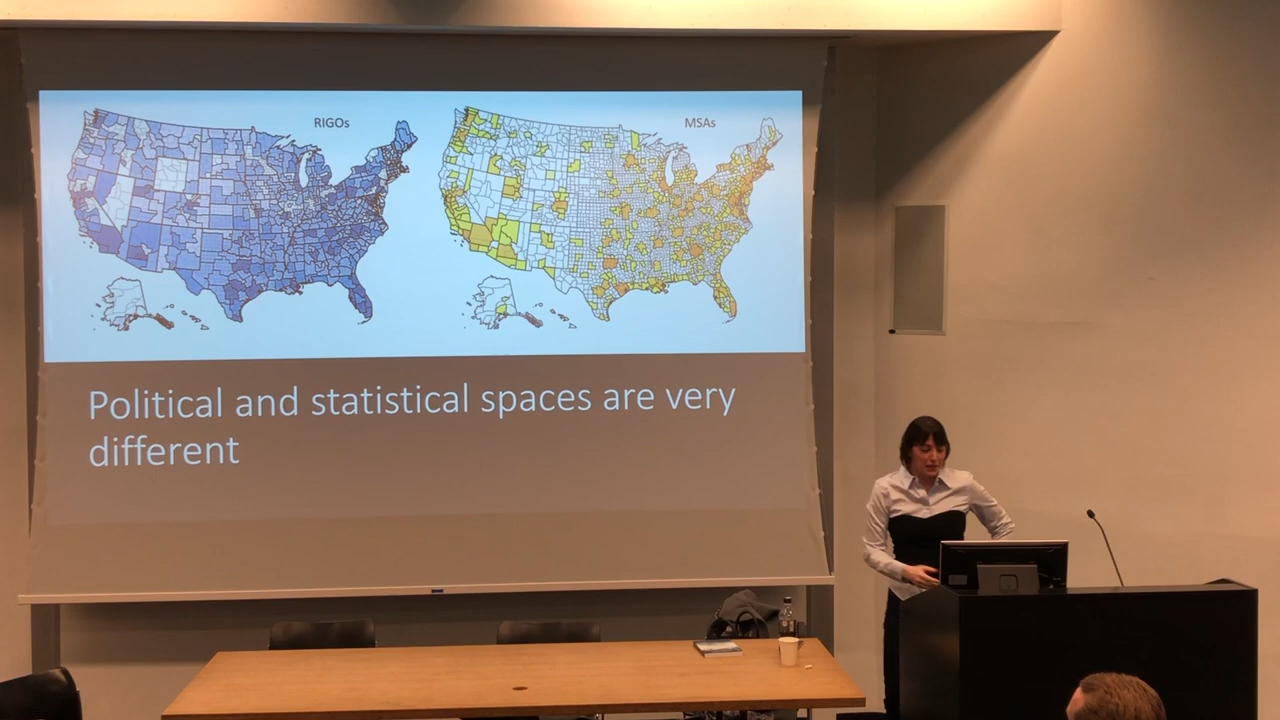 RIGOs
MSAs
Political and statistical spaces are very
different